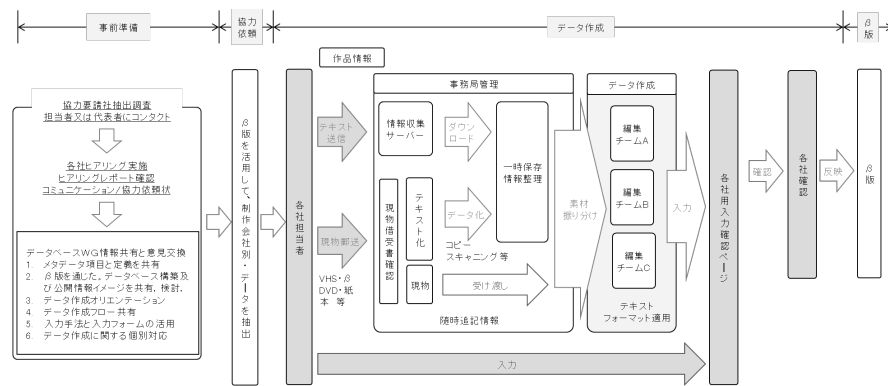 事前準備
協力
依頼
データ作成
β
版
協力要請社抽出調査
担当者又は代表者にコンタクト
各社ヒアリング実施
ヒアリングレポート確認
コミュニケーション/協力依頼状
データベースWG情報共有と意見交換
1. メタデータ項目と定義を共有
2. β版を通じた、データベース構築及び公開情報イメージを共有, 検討.
3. データ作成オリエンテーション
4. データ作成フロー共有
5. 入力手法と入力フォームの活用
6. データ作成に関する個別対応
β版を活用して、制作会社別・データを抽出
各社担当者
作品情報
テキスト
送信
現物郵送
VHS・β
DVD・紙
本 等
事務局管理
情報収集
サーバー
ダウン
ロード
一時保存
情報整理
現物借受書確認
テキスト化
データ化
コピー
スキャニング等
現物
受け渡し
随時追記情報
素材
振り分け
データ作成
編集
チームA
編集
チームB
編集
チームC
テキスト
フォーマット適用
入力
入力
各社用入力確認ページ
確認
各社確認
反映
β版